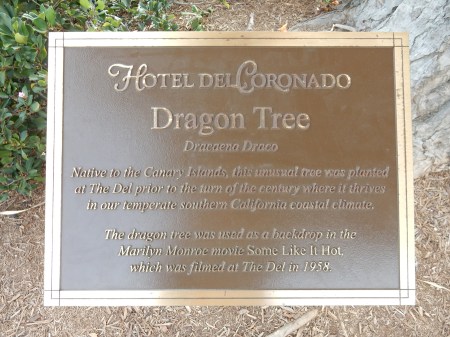 Hotel del Coronado
Dragon Tree
Dracaena Draco
Native to the Canary Islands, this unusual tree was planted
at The Del prior to the turn of the century where it thrives
in our temperate southern California coastal climate.
The dragon tree was used as a backdrop in the
Marilyn Monroe movie Some Like It Hot,
which was filmed at The Del in 1958.